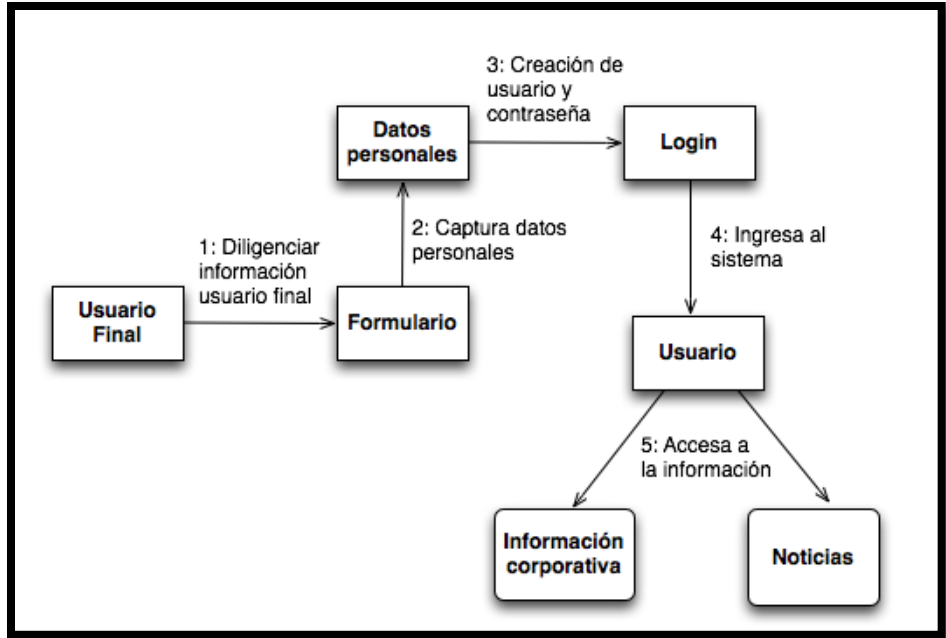 3: Creación de
usuario y
contraseña
Datos
personales
Login
2: Captura datos
personales
4: Ingresa al
sistema
1: Diligenciar
información
usuario final
Usuario
Final
Formulario
Usuario
5: Accesa a
la información
Información
corporativa
Noticias